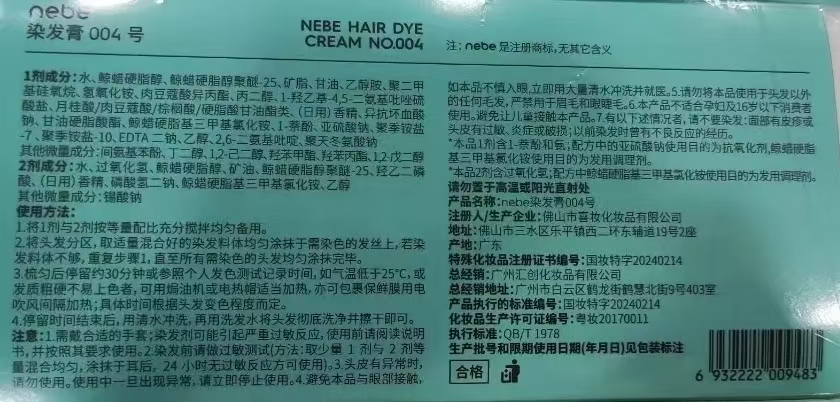 nebe
染发膏 004 号
NEBE HAIR DYE
CREAM NO.004
注：nebe是注册商标，无其它含义
1剂成分：水、鲸蜡硬脂醇、鲸蜡硬脂醇聚醚-25、矿脂、甘油、乙醇胺、聚二甲
基硅氧烷、氢氧化铵、肉豆蔻酸异丙酯、丙二醇、1-羟乙基-4,5-二氨基吡唑硫
酸盐、月桂酸/肉豆蔻酸/棕榈酸/硬脂酸甘油酯类、(日用)香精、异抗坏血酸
钠、甘油硬脂酸酯、鲸蜡硬脂基三甲基氯化铵、1-萘酚、亚硫酸钠、聚季铵盐
-7、聚季铵盐-10、EDTA 二钠、乙醇、2,6-二氨基吡啶、聚天冬氨酸钠
其他微量成分：间氨基苯酚、丁二醇、1,2-己二醇、羟苯甲酯、羟苯丙酯、1,2-戊二醇
2剂成分：水、过氧化氢、鲸蜡硬脂醇、矿油、鲸蜡硬脂醇聚醚-25、羟乙二磷
酸、(日用)香精、磷酸氢二钠、鲸蜡硬脂基三甲基氯化铵、乙醇
其他微量成分：锡酸钠
使用方法：
1.将1剂与2剂按等量配比充分搅拌均匀备用。
2.将头发分区，取适量混合好的染发料体均匀涂抹于需染色的发丝上，若染
发料体不够，重复步骤1，直至所有需染色的头发均匀涂抹完毕。
3.梳匀后停留约30分钟或参照个人发色测试记录时间，如气温低于25℃，或
发质粗硬不易上色者，可用焗油机或电热帽适当加热，亦可包裹保鲜膜用电
吹风间隔加热；具体时间根据头发变色程度而定。
4.停留时间结束后，用清水冲洗，再用洗发水将头发彻底洗净并擦干即可。
注意：1.需戴合适的手套；染发剂可能引起严重过敏反应，使用前请阅读说明
书，并按照其要求使用。2.染发前请做过敏测试(方法：取少量 1 剂与 2 剂等
量混合均匀，涂抹于耳后，24 小时无过敏反应方可使用)。3.头皮有异常时，
请勿使用。使用中一旦出现异常，请立即停止使用。4.避免本品与眼部接触，
如本品不慎入眼，立即用大量清水冲洗并就医。5.请勿将本品使用于头发以外
的任何毛发，严禁用于眉毛和眼睫毛。6.本产品不适合孕妇及16岁以下消费者
使用。避免让儿童接触本产品。7.有以下述情况者，请不要染发：面部有皮疹或
头皮有过敏、炎症或破损；以前染发时曾有不良反应的经历。
*本品1剂含1-萘酚和氨；配方中的亚硫酸钠使用目的为抗氧化剂，鲸蜡硬脂
基三甲基氯化铵使用目的为发用调理剂。
*本品2剂含过氧化氢；配方中鲸蜡硬脂基三甲基氯化铵使用目的为发用调理剂。
请勿置于高温或阳光直射处
产品名称：nebe染发膏004号
注册人/生产企业：佛山市喜妆化妆品有限公司
地址：佛山市三水区乐平镇西二环东辅道19号2座
产地：广东
特殊化妆品注册证书编号：国妆特字20240214
总经销：广州汇创化妆品有限公司
总经销地址：广州市白云区鹤龙街鹤慧北街9号403室
产品执行的标准编号：国妆特字20240214
化妆品生产许可证编号：粤妆20170011
执行标准：QB/T 1978
生产批号和限期使用日期(年月日)见包装标注
合格
6 932222 009483